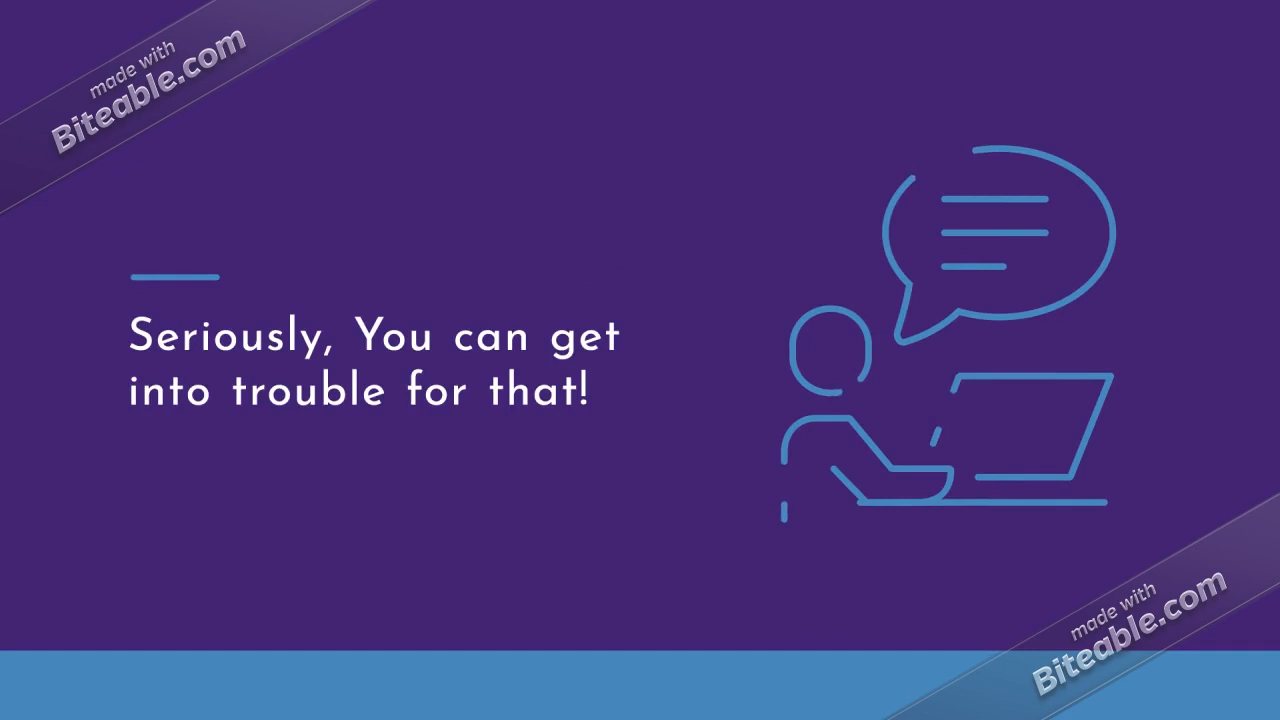 made with
Biteable.com
Seriously, You can get
into trouble for that!
made with
Biteable.com